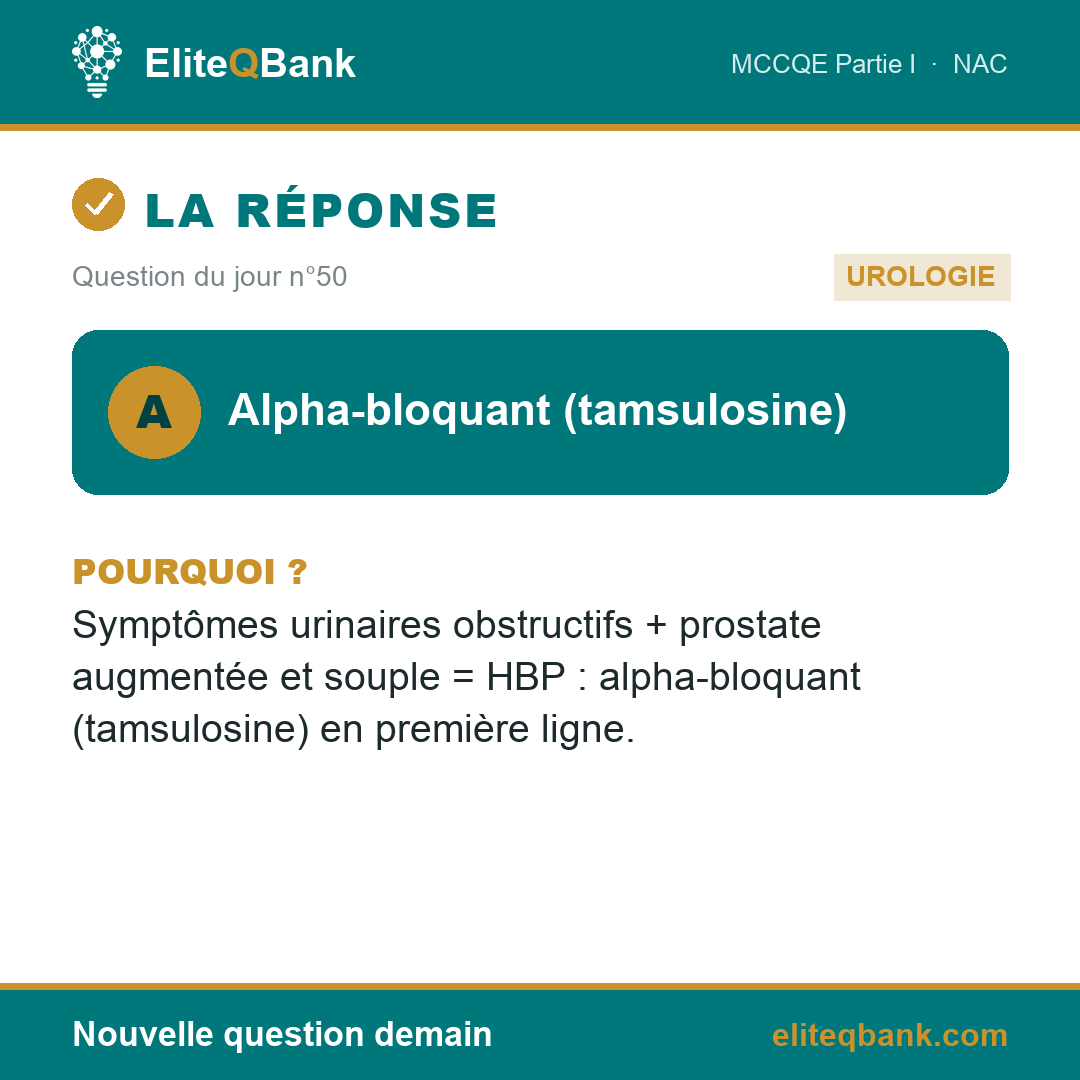 EliteQBank
MCCQE Partie I · NAC
LA RÉPONSE
Question du jour n°50
UROLOGIE
A
Alpha-bloquant (tamsulosine)
POURQUOI ?
Symptômes urinaires obstructifs + prostate
augmentée et souple = HBP : alpha-bloquant
(tamsulosine) en première ligne.
Nouvelle question demain
eliteqbank.com